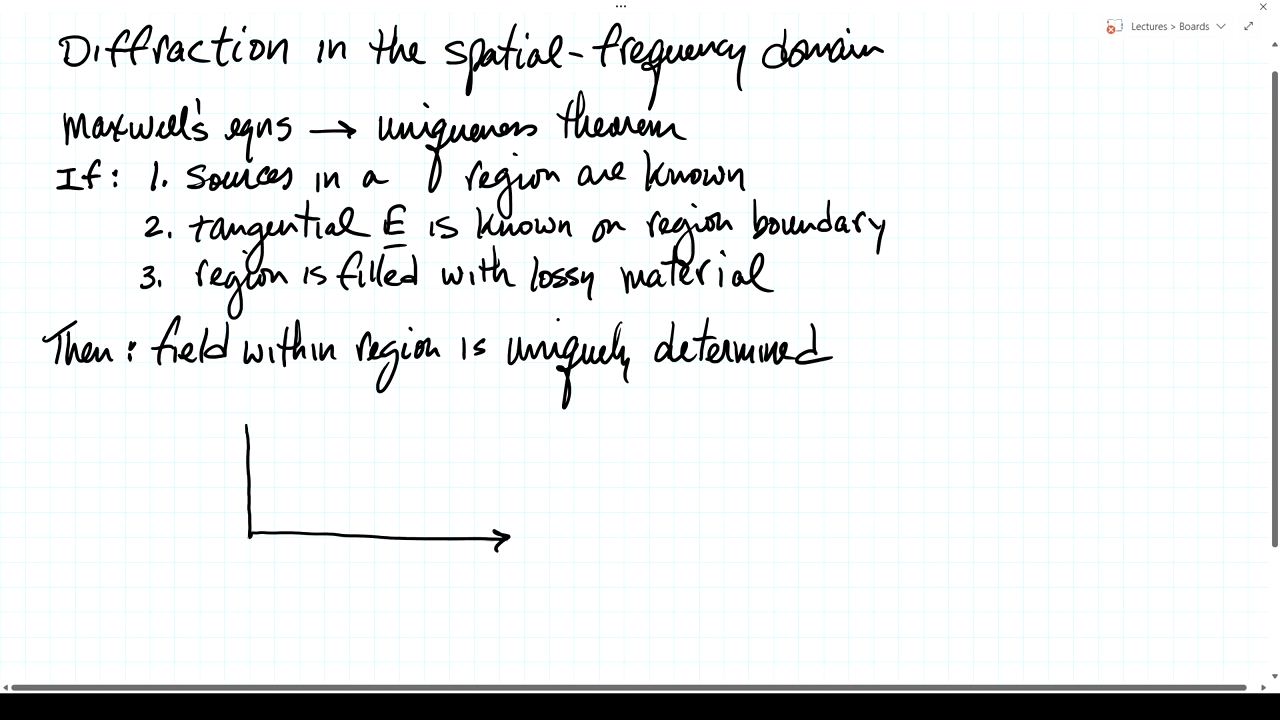 Lectures > Boards
Diffraction in the spatial-frequency domain
Maxwell's eqns → uniqueness theorem
If: 1. Sources in a region are known
2. tangential E is known on region boundary
3. region is filled with lossy material
Then: field within region is uniquely determined